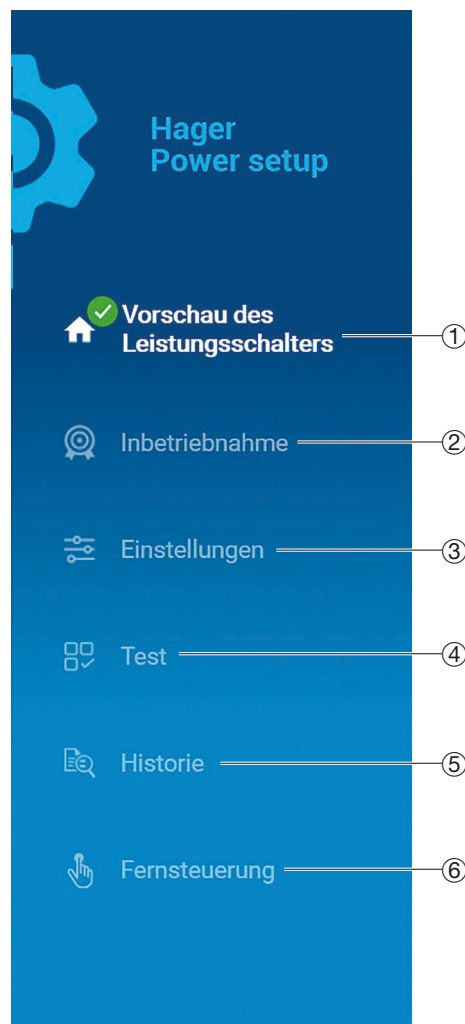 Hager
Power setup
Vorschau des
Leistungsschalters
①
Inbetriebnahme
②
Einstellungen
③
Test
④
Historie
⑤
Fernsteuerung
⑥